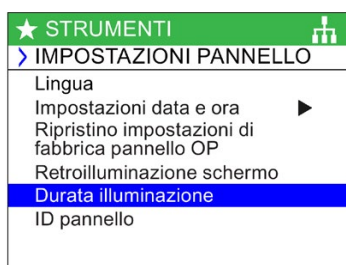 STRUMENTI
IMPOSTAZIONI PANNELLO
Lingua
Impostazioni data e ora
Ripristino impostazioni di
fabbrica pannello OP
Retroilluminazione schermo
Durata illuminazione
ID pannello